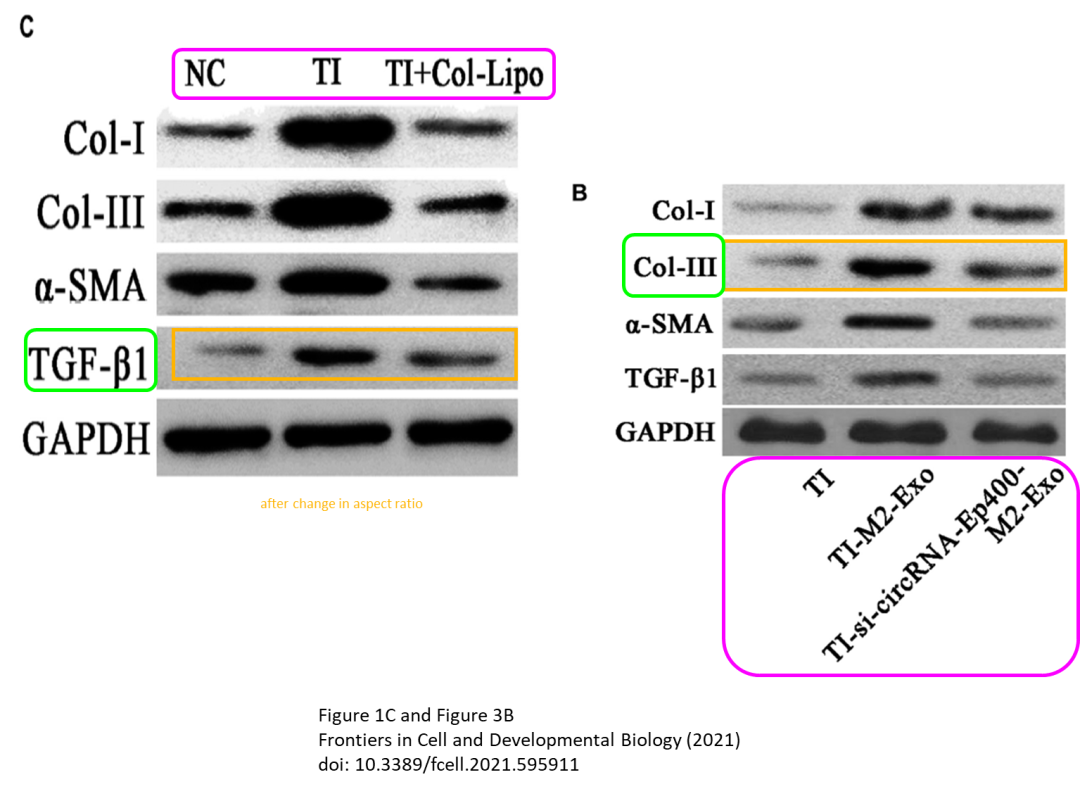 C
NC TI TI+Col-Lipo
Col-I
Col-III
α-SMA
TGF-β1
GAPDH
after change in aspect ratio
B
Col-I
Col-III
α-SMA
TGF-β1
GAPDH
TI
TI-M2-Exo
TI-si-circRNA-Ep400-
M2-Exo
Figure 1C and Figure 3B
Frontiers in Cell and Developmental Biology (2021)
doi: 10.3389/fcell.2021.595911